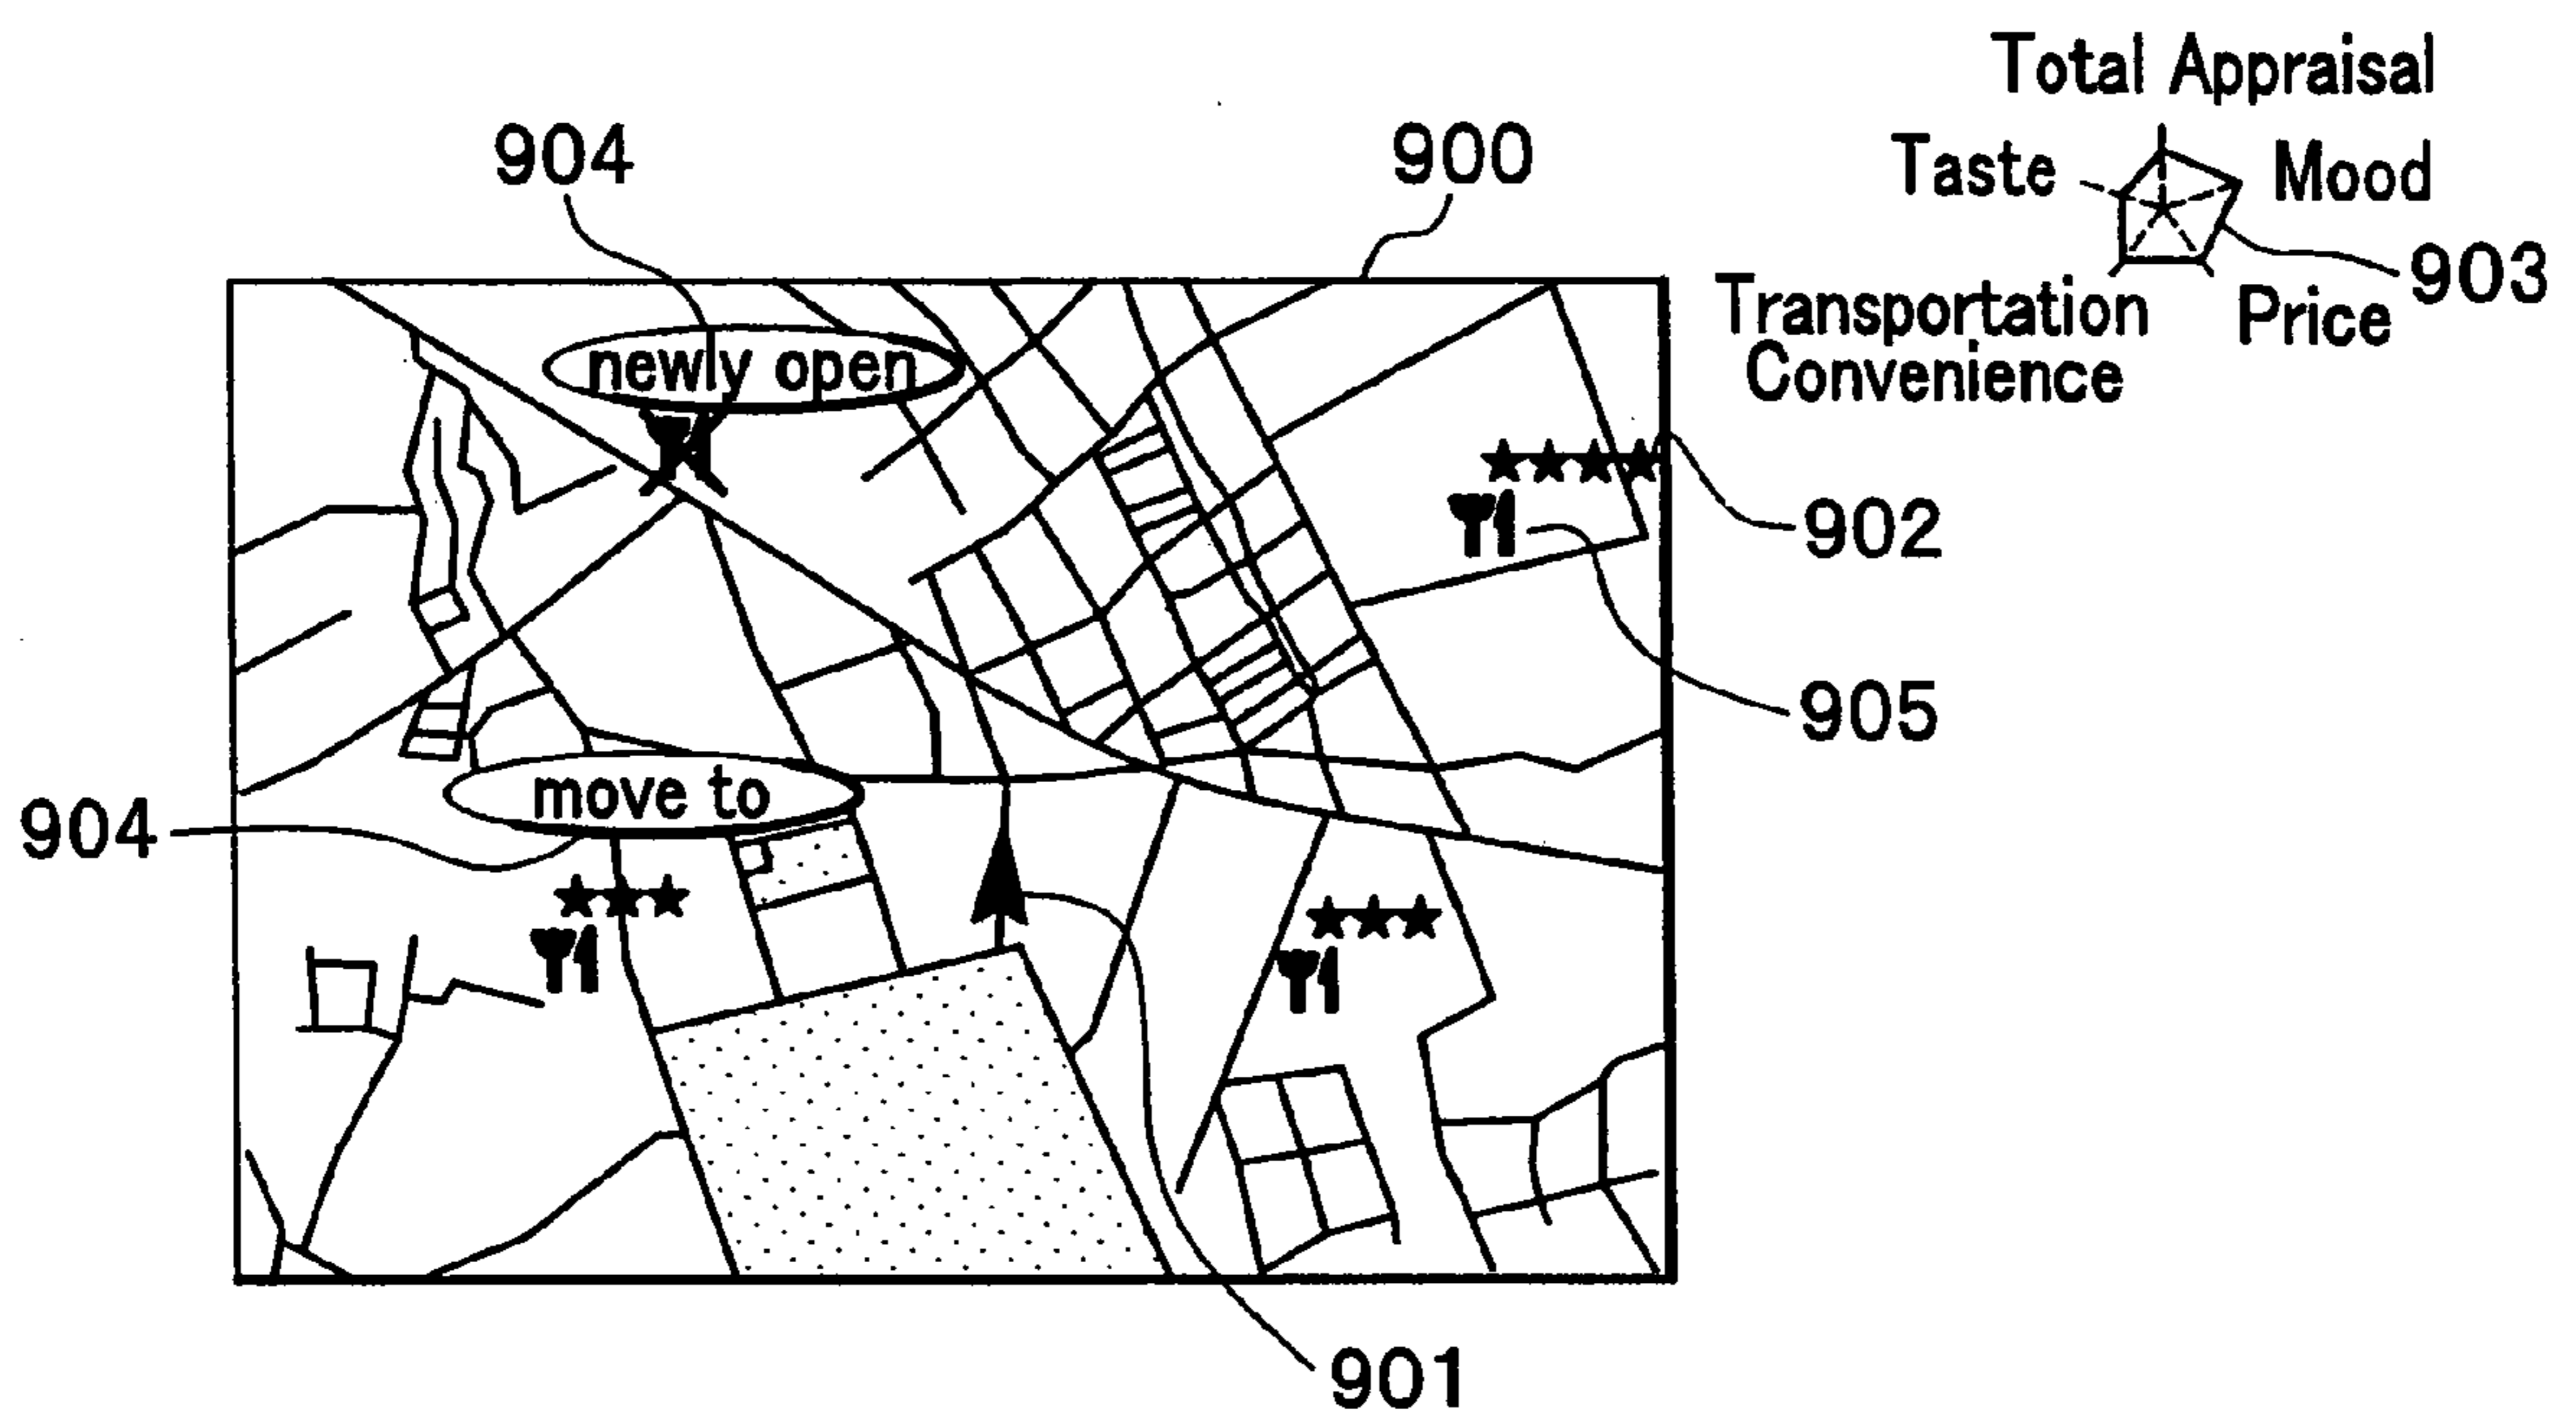 Total Appraisal
904
900
Taste
Mood
903
Transportation
Convenience
Price
newly open
902
905
move to
904
901